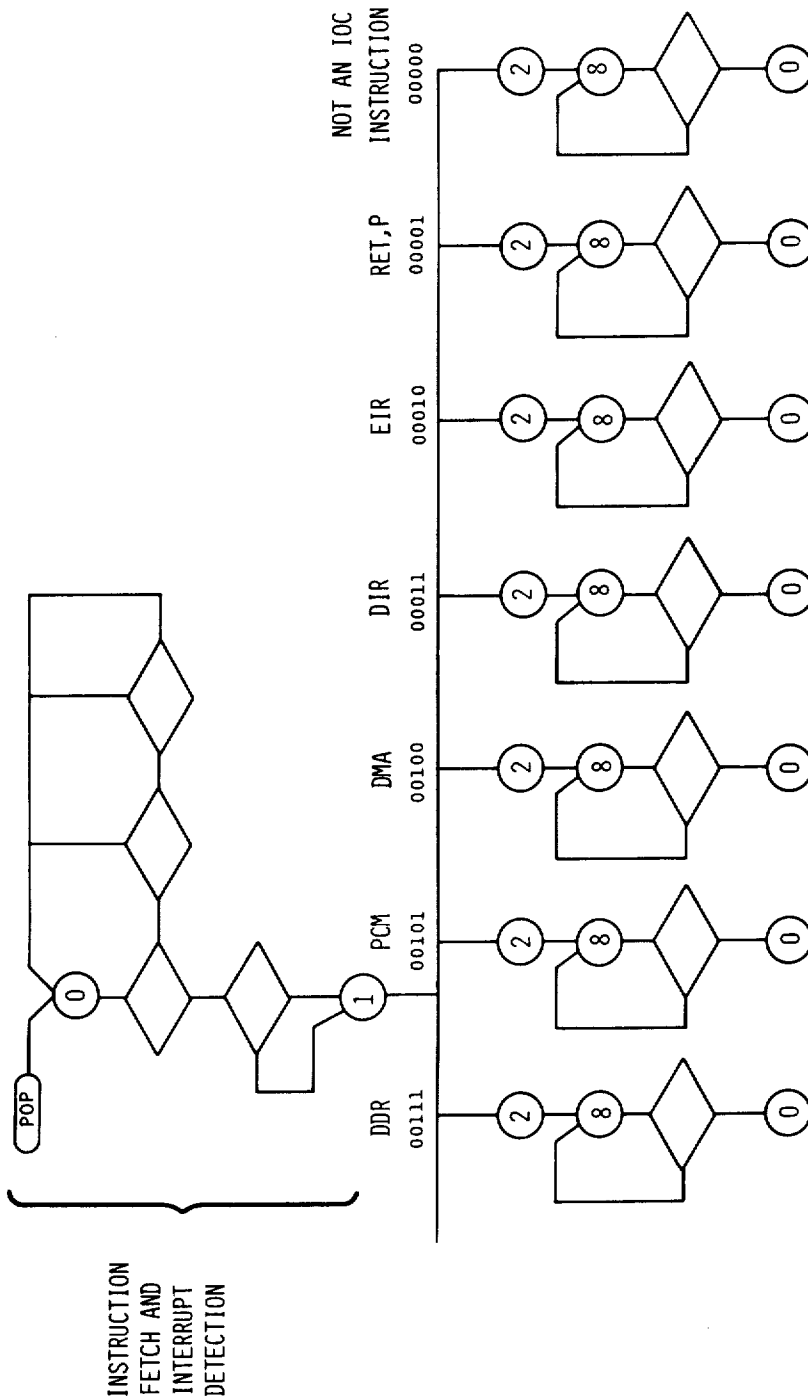 INSTRUCTION
FETCH AND
INTERRUPT
DETECTION
POP
0
1
DDR
00111
2
8
0
PCM
00101
2
8
0
DMA
00100
2
8
0
DIR
00011
2
8
0
EIR
00010
2
8
0
RET,P
00001
2
8
0
NOT AN IOC
INSTRUCTION
00000
2
8
0